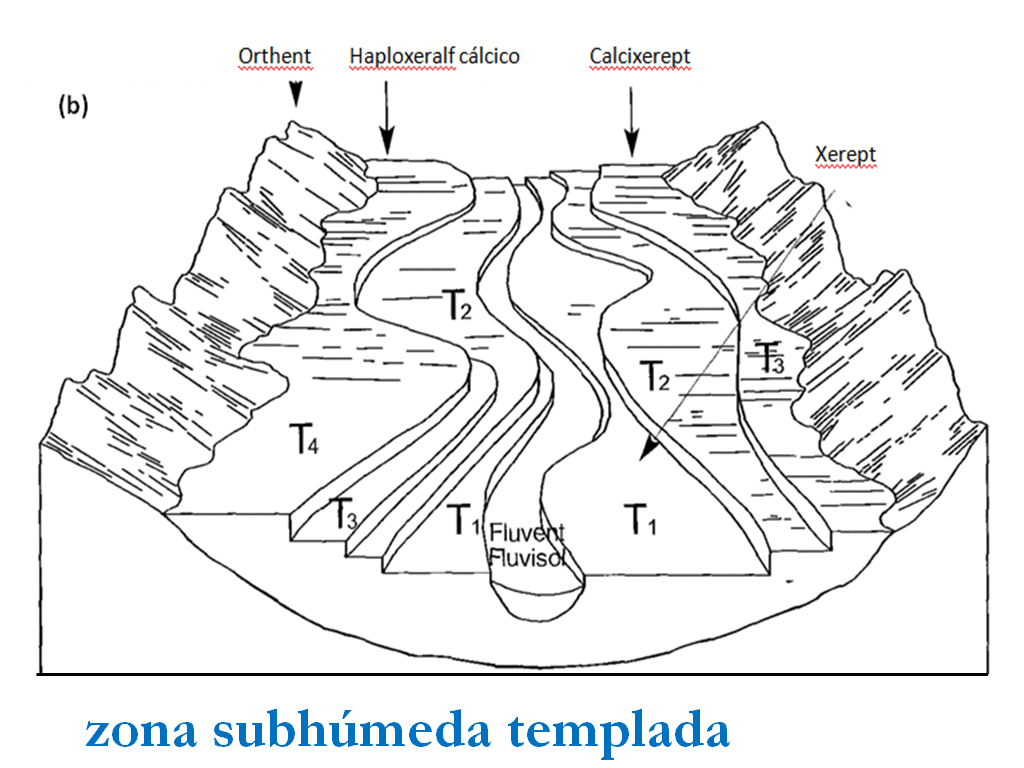 Orthent
Haploxeralf cálcico
Calcixerept
(b)
Xerept
T2
T2
T3
T4
T3
T1
T1
Fluvent
Fluvisol
zona subhúmeda templada